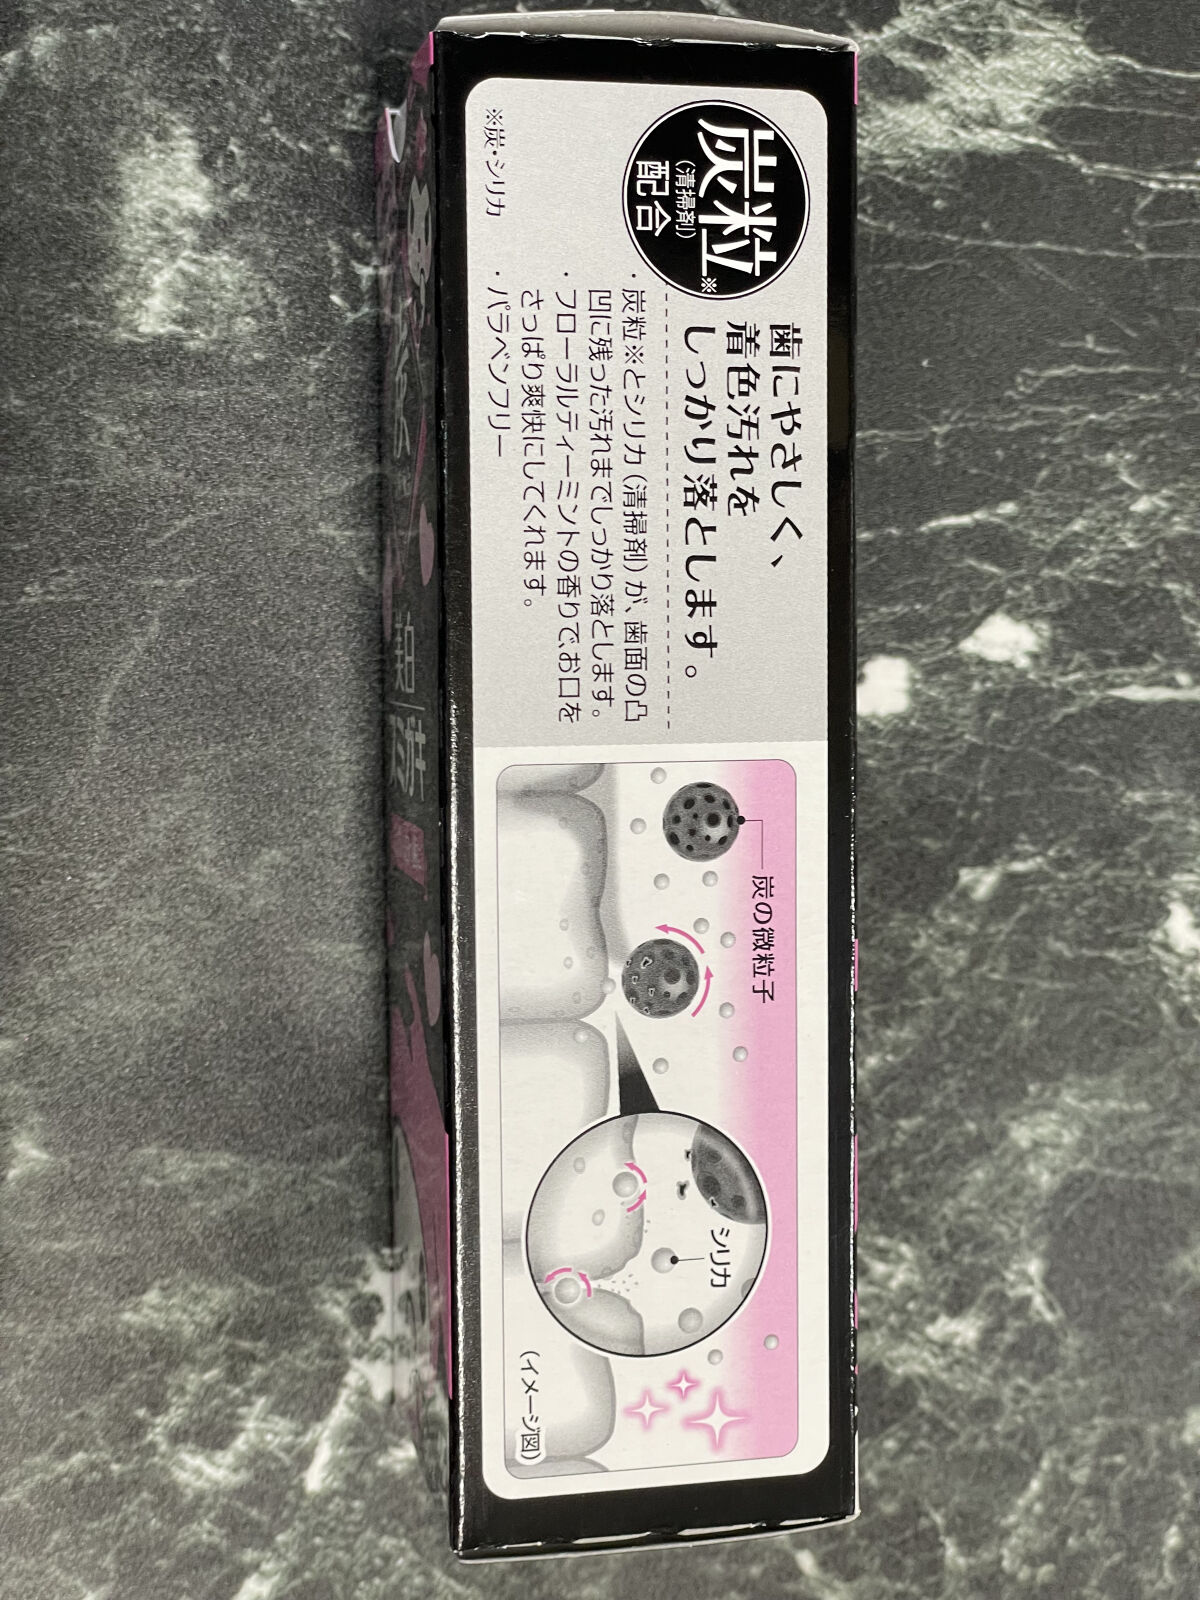 炭粒※
(清掃剤)
配合
歯にやさしく、
着色汚れを
しっかり落とします。
・炭粒※とシリカ(清掃剤)が、歯面の凸
凹に残った汚れまでしっかり落とします。
・フローラルティーミントの香りで、お口を
さっぱり爽快にしてくれます。
・パラベンフリー
※炭・シリカ
炭の微粒子
シリカ
(イメージ図)